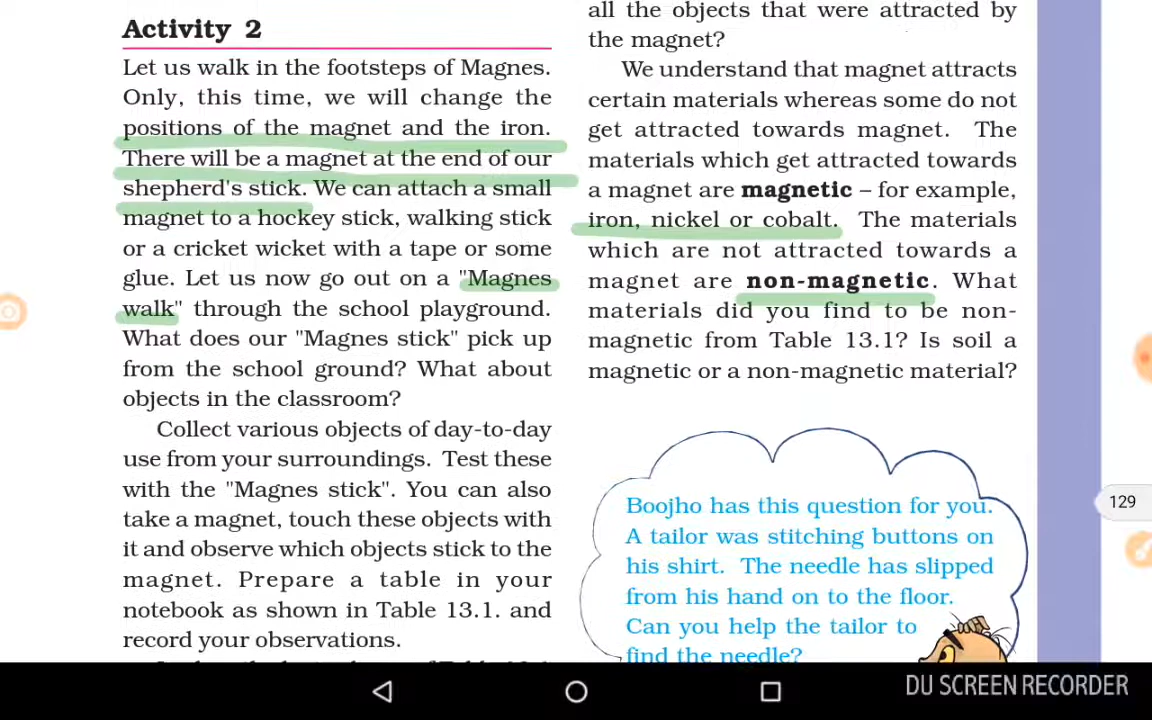 Activity 2
Let us walk in the footsteps of Magnes.
Only, this time, we will change the
positions of the magnet and the iron.
There will be a magnet at the end of our
shepherd's stick. We can attach a small
magnet to a hockey stick, walking stick
or a cricket wicket with a tape or some
glue. Let us now go out on a "Magnes
walk" through the school playground.
What does our "Magnes stick" pick up
from the school ground? What about
objects in the classroom?
Collect various objects of day-to-day
use from your surroundings. Test these
with the "Magnes stick". You can also
take a magnet, touch these objects with
it and observe which objects stick to the
magnet. Prepare a table in your
notebook as shown in Table 13.1. and
record your observations.
all the objects that were attracted by
the magnet?
We understand that magnet attracts
certain materials whereas some do not
get attracted towards magnet. The
materials which get attracted towards
a magnet are magnetic – for example,
iron, nickel or cobalt. The materials
which are not attracted towards a
magnet are non-magnetic. What
materials did you find to be non-
magnetic from Table 13.1? Is soil a
magnetic or a non-magnetic material?
Boojho has this question for you.
A tailor was stitching buttons on
his shirt. The needle has slipped
from his hand on to the floor.
Can you help the tailor to
find the needle?
129
DU SCREEN RECORDER